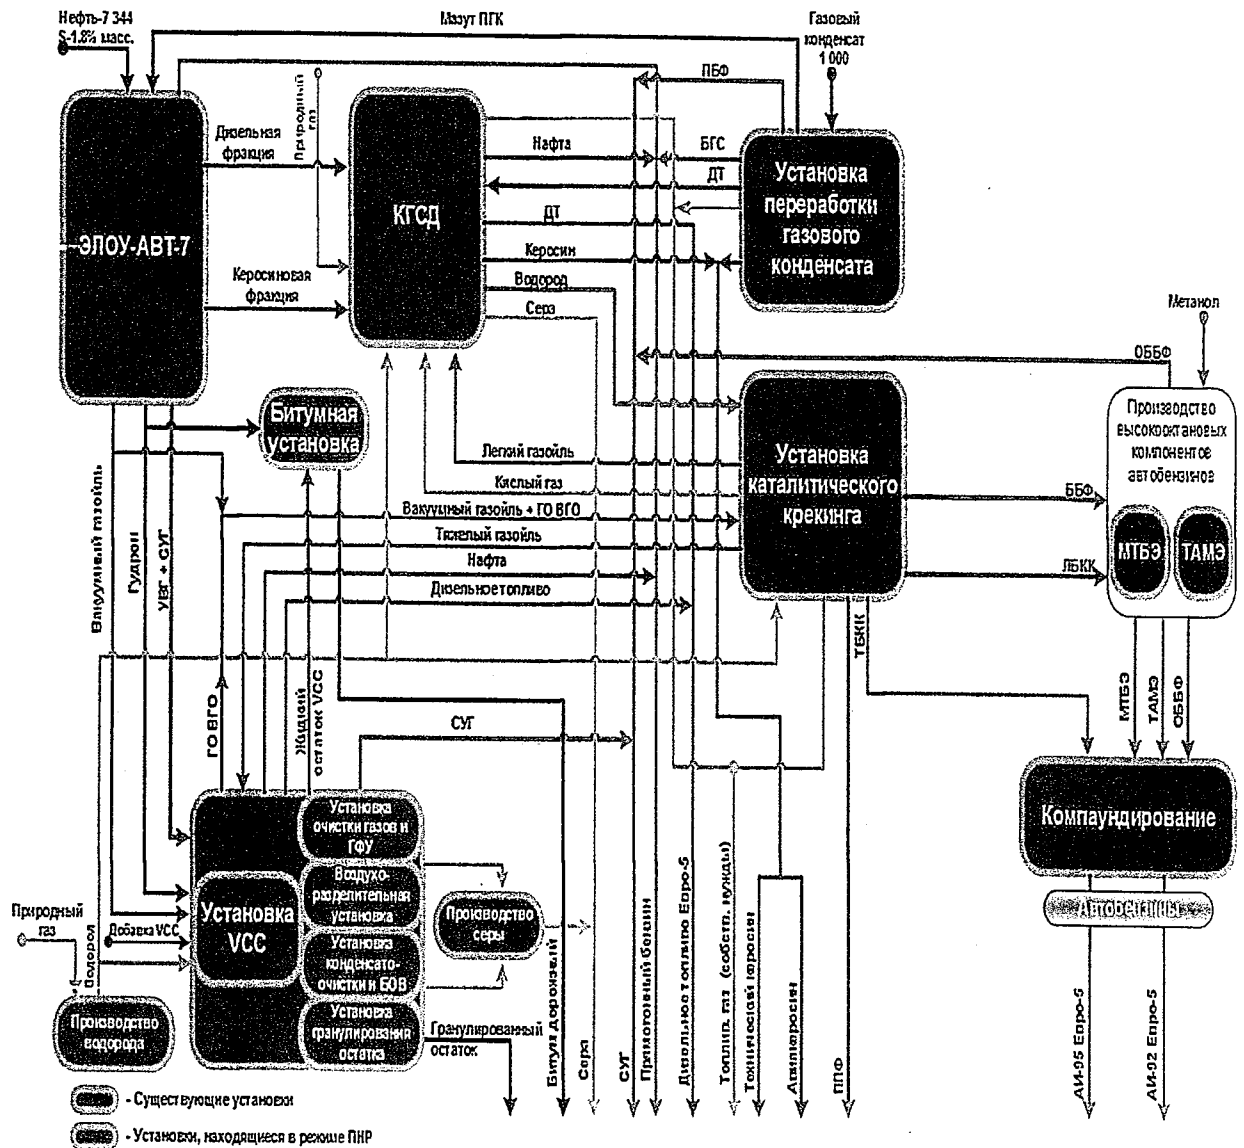 Нефть-7 344
S-1.8% масс.
Мазут ПГК
Газовый
конденсат
1 000
ПБФ
Природный
газ
Дизельная
фракция
Нафта
БГС
ДТ
Установка
переработки
газового
конденсата
ЭЛОУ-АВТ-7
КГСД
ДТ
Керосин
Керосиновая
фракция
Водород
Сера
Метанол
ОББФ
Битумная
установка
Производство
высокооктановых
компонентов
автобензинов
Легкий газойль
Установка
каталитического
крекинга
Кислый газ
ББФ
Вакуумный газойль + ГО ВГО
Тяжелый газойль
Нафта
ЛБКК
МТБЭ
ТАМЭ
Дизельное топливо
Вакуумный газойль
Гудрон
УВГ + СУГ
ТБКК
ГО ВГО
Жидкий
остаток VCC
СУГ
МТБЭ
ТАМЭ
ОББФ
Установка
очистки газов и
ГФУ
Компаундирование
Воздухо-
разделительная
установка
Установка
VCC
Производство
серы
Автобензины
Природный
газ
Добавка VCC
Водород
Установка
конденсато-
очистки и БОВ
Производство
водорода
Установка
гранулирования
остатка
Гранулированный
остаток
Битум дорожный
Сера
СУГ
Прямогонный бензин
Дизельное топливо Евро-5
Топлив. газ (собств. нужды)
Технический керосин
Авиакеросин
ППФ
АИ-95 Евро-5
АИ-92 Евро-5
- Существующие установки
- Установки, находящиеся в режиме ПНР